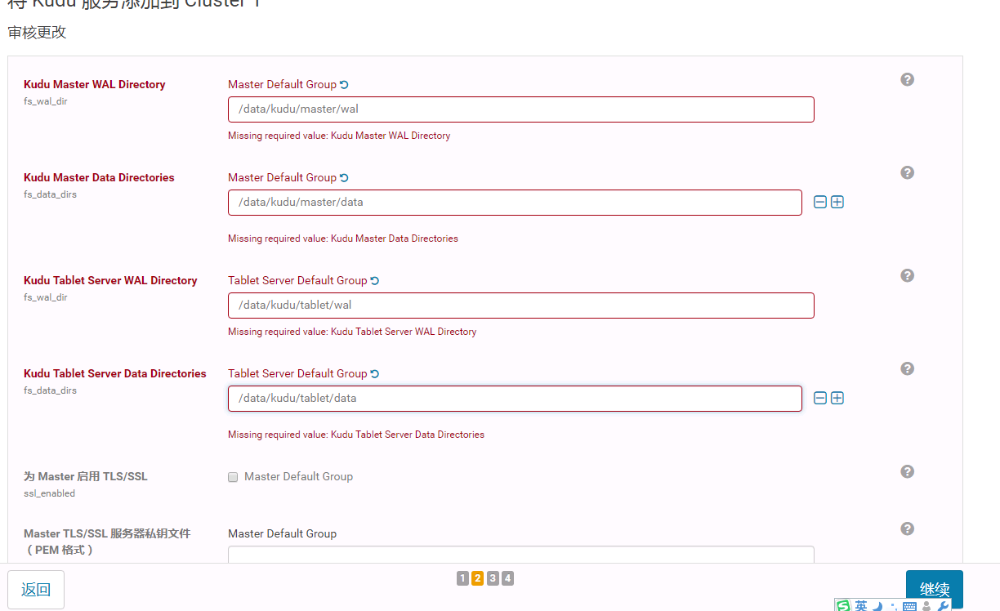 将 Kudu 服务添加到 Cluster 1
审核更改
Kudu Master WAL Directory
fs_wal_dir
Master Default Group
/data/kudu/master/wal
Missing required value: Kudu Master WAL Directory
Kudu Master Data Directories
fs_data_dirs
Master Default Group
/data/kudu/master/data
Missing required value: Kudu Master Data Directories
Kudu Tablet Server WAL Directory
fs_wal_dir
Tablet Server Default Group
/data/kudu/tablet/wal
Missing required value: Kudu Tablet Server WAL Directory
Kudu Tablet Server Data Directories
fs_data_dirs
Tablet Server Default Group
/data/kudu/tablet/data
Missing required value: Kudu Tablet Server Data Directories
为 Master 启用 TLS/SSL
ssl_enabled
Master Default Group
Master TLS/SSL 服务器私钥文件
（PEM 格式）
Master Default Group
返回
1 2 3 4
继续
英